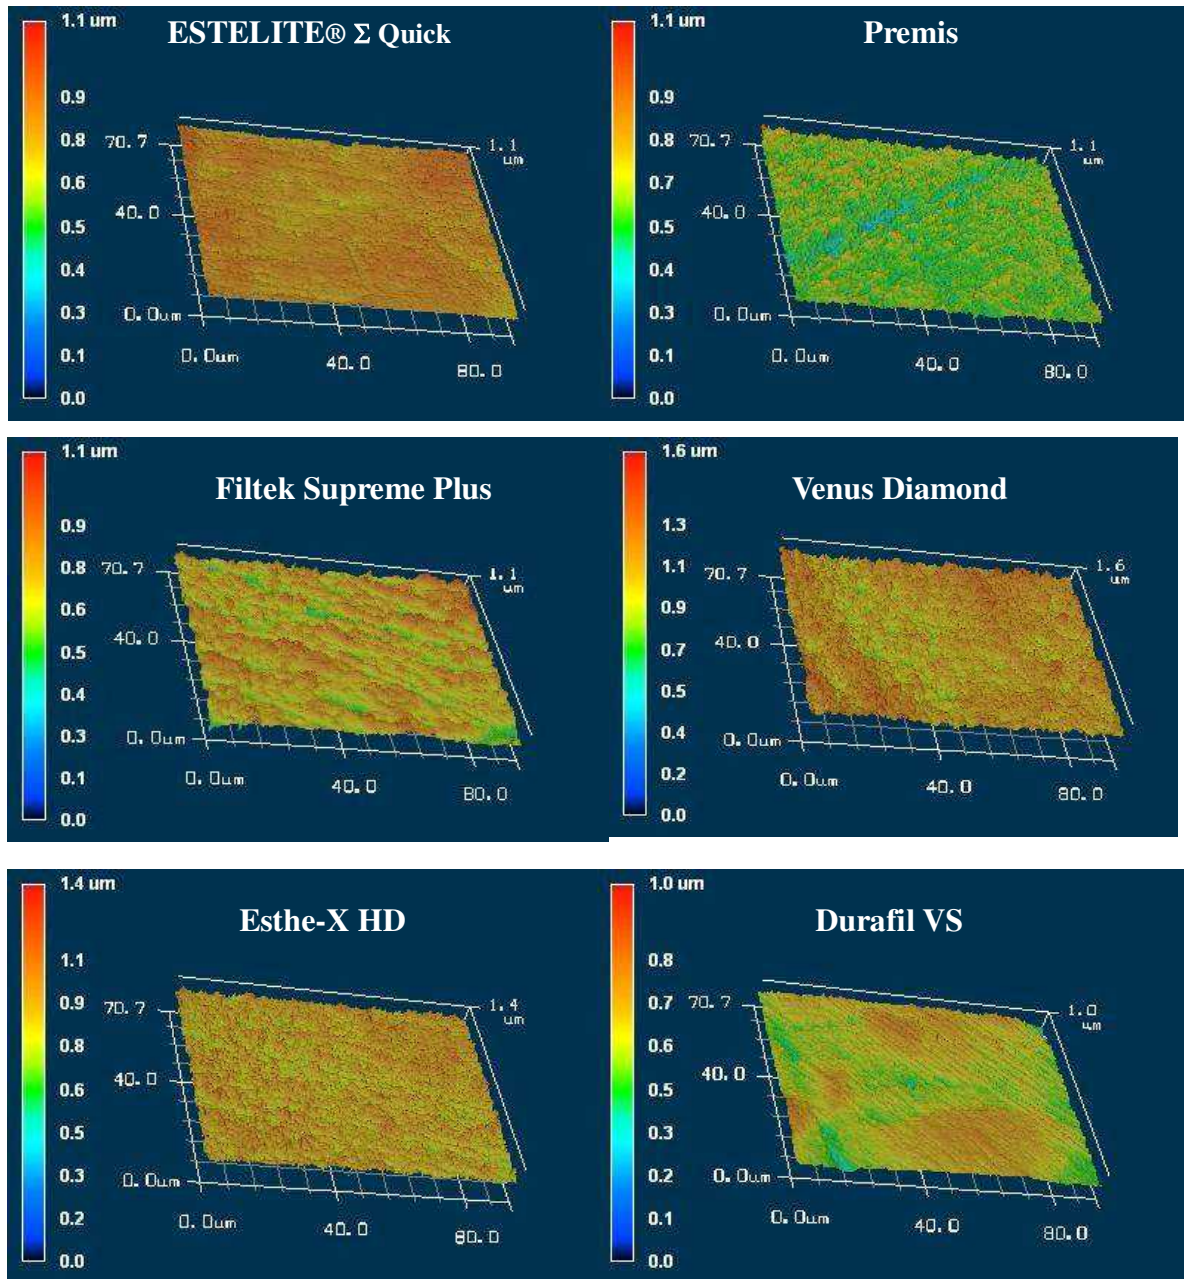 1.1 um
ESTELITE® Σ Quick
0.9
0.8
0.6
0.5
0.4
0.3
0.1
0.0
70.7
40.0
0.0um
0.0um
40.0
80.0
1.1
um
1.1 um
Premis
0.9
0.8
0.7
0.5
0.4
0.3
0.1
0.0
70.7
40.0
0.0um
0.0um
40.0
80.0
1.1
um
1.1 um
Filtek Supreme Plus
0.9
0.8
0.6
0.5
0.4
0.3
0.1
0.0
70.7
40.0
0.0um
0.0um
40.0
80.0
1.1
um
1.6 um
Venus Diamond
1.3
1.1
0.9
0.7
0.5
0.4
0.2
0.0
70.7
40.0
0.0um
0.0um
40.0
80.0
1.6
um
1.4 um
Esthe-X HD
1.1
0.9
0.8
0.6
0.5
0.3
0.2
0.0
70.7
40.0
0.0um
0.0um
40.0
80.0
1.4
um
1.0 um
Durafil VS
0.8
0.7
0.6
0.5
0.3
0.2
0.1
0.0
70.7
40.0
0.0um
0.0um
40.0
80.0
1.0
um